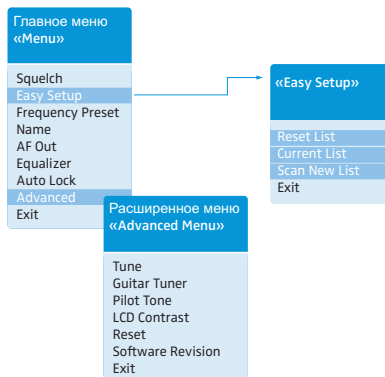 Главное меню
«Menu»
Squelch
Easy Setup
Frequency Preset
Name
AF Out
Equalizer
Auto Lock
Advanced
Exit
«Easy Setup»
Reset List
Current List
Scan New List
Exit
Расширенное меню
«Advanced Menu»
Tune
Guitar Tuner
Pilot Tone
LCD Contrast
Reset
Software Revision
Exit